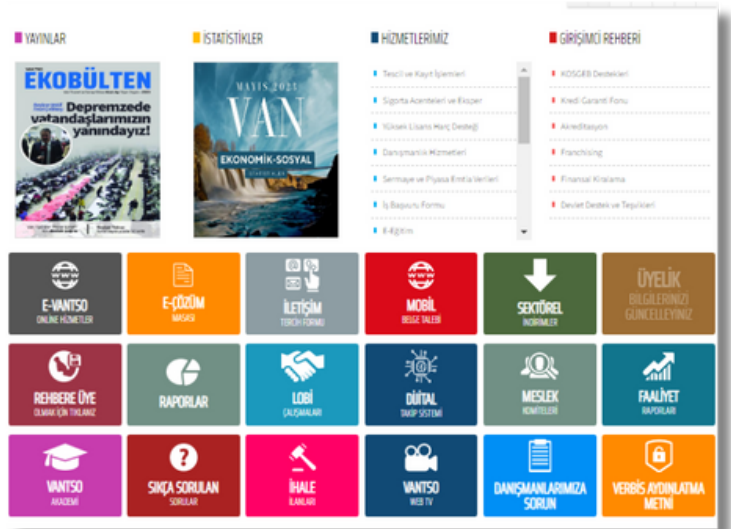 YAYINLAR
İSTATİSTİKLER
HİZMETLERİMİZ
GİRİŞİMCİ REHBERİ
EKOBÜLTEN
Depremzede
vatandaşlarımızın
yanındayız!
MAYIS 2023
VAN
EKONOMİK-SOSYAL
Tescil ve Kayıt İşlemleri
Sigorta Acenteleri ve Eksper
Yüksek Lisans Harç Desteği
Danışmanlık Hizmetleri
Sermaye ve Piyasa Emtia Verileri
İş Başvuru Formu
E-Eğitim
KOSGEB Destekleri
Kredi Garanti Fonu
Akreditasyon
Franchising
Finansal Kiralama
Devlet Destek ve Teşvikleri
E-VANTSO
ONLINE HİZMETLER
E-ÇÖZÜM
MASASI
İLETİŞİM
TERCİH FORMU
MOBİL
BELGE TALEBİ
SEKTÖREL
İNDİRİMLER
ÜYELİK
BİLGİLERİNİZİ
GÜNCELLEYİNİZ
REHBERE ÜYE
OLMAK İÇİN TIKLANIZ
RAPORLAR
LOBİ
ÇALIŞMALARI
DİJİTAL
TAKİP SİSTEMİ
MESLEK
KOMİTELERİ
FAALİYET
RAPORLARI
VANTSO
AKADEMİ
SIKÇA SORULAN
SORULAR
İHALE
İLANLARI
VANTSO
WEB TV
DANIŞMANLARIMIZA
SORUN
VERBİS AYDINLATMA
METNİ